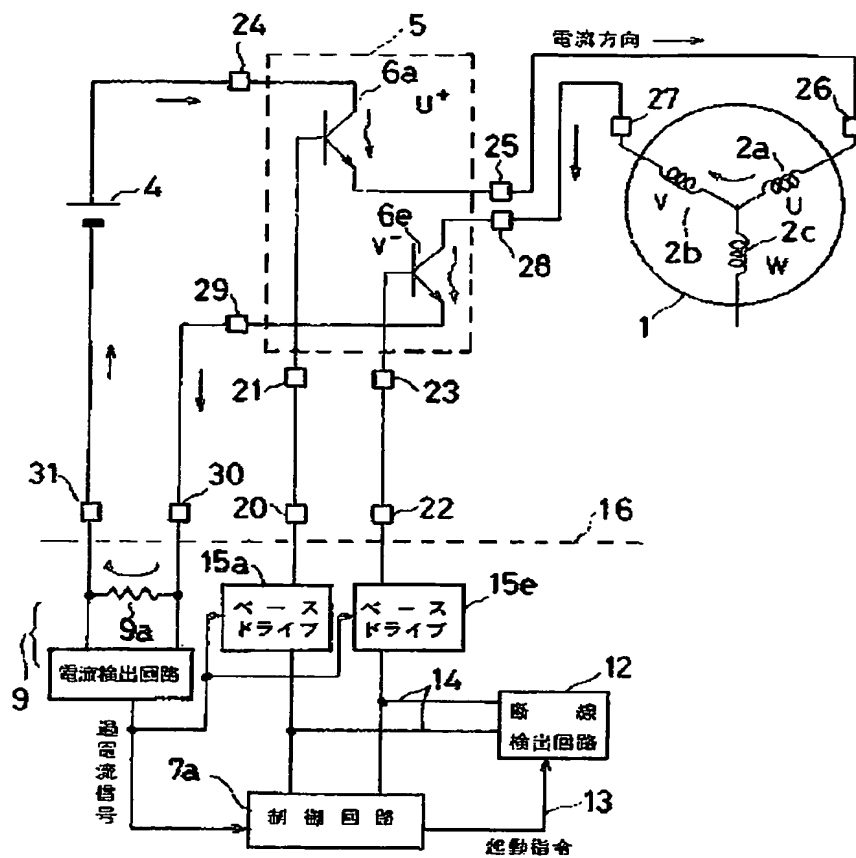 24
5
電流方向
6a
U+
27
26
25
2a
4
6e
V-
V
U
28
2b
2c
W
29
1
21
23
31
30
20
22
16
15a
15e
ベース
ドライブ
ベース
ドライブ
9a
9
電流検出回路
14
12
断線
検出回路
過電流信号
7a
制御回路
13
起動指令